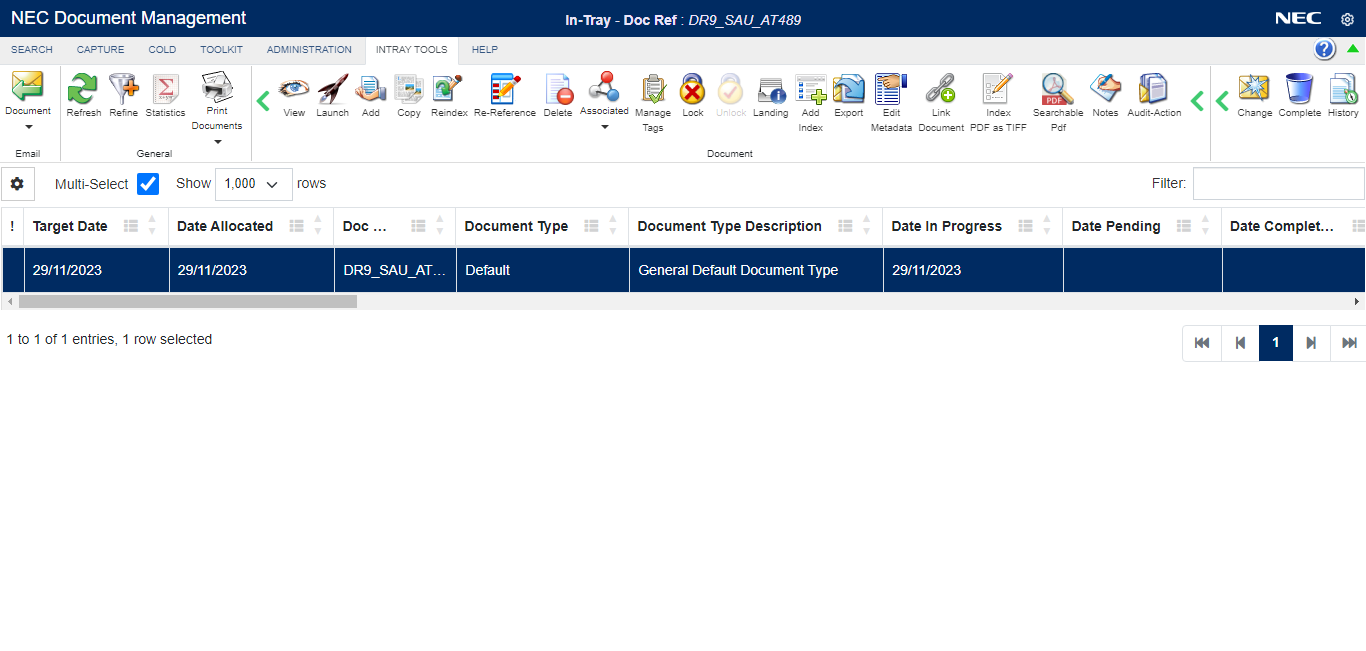 NEC Document Management
In-Tray - Doc Ref : DR9_SAU_AT489
NEC
SEARCH CAPTURE COLD TOOLKIT ADMINISTRATION INTRAY TOOLS HELP
?
Document
Email
Refresh Refine Statistics Print Documents
General
View Launch Add Copy Reindex Re-Reference Delete Associated Manage Tags Lock Unlock Landing Add Index Export Edit Metadata Link Document Index PDF as TIFF Searchable Pdf Notes Audit-Action
Document
Change Complete History
Multi-Select Show 1,000 rows Filter:
! Target Date Date Allocated Doc ... Document Type Document Type Description Date In Progress Date Pending Date Complet...
29/11/2023 29/11/2023 DR9_SAU_AT... Default General Default Document Type 29/11/2023
1 to 1 of 1 entries, 1 row selected
1